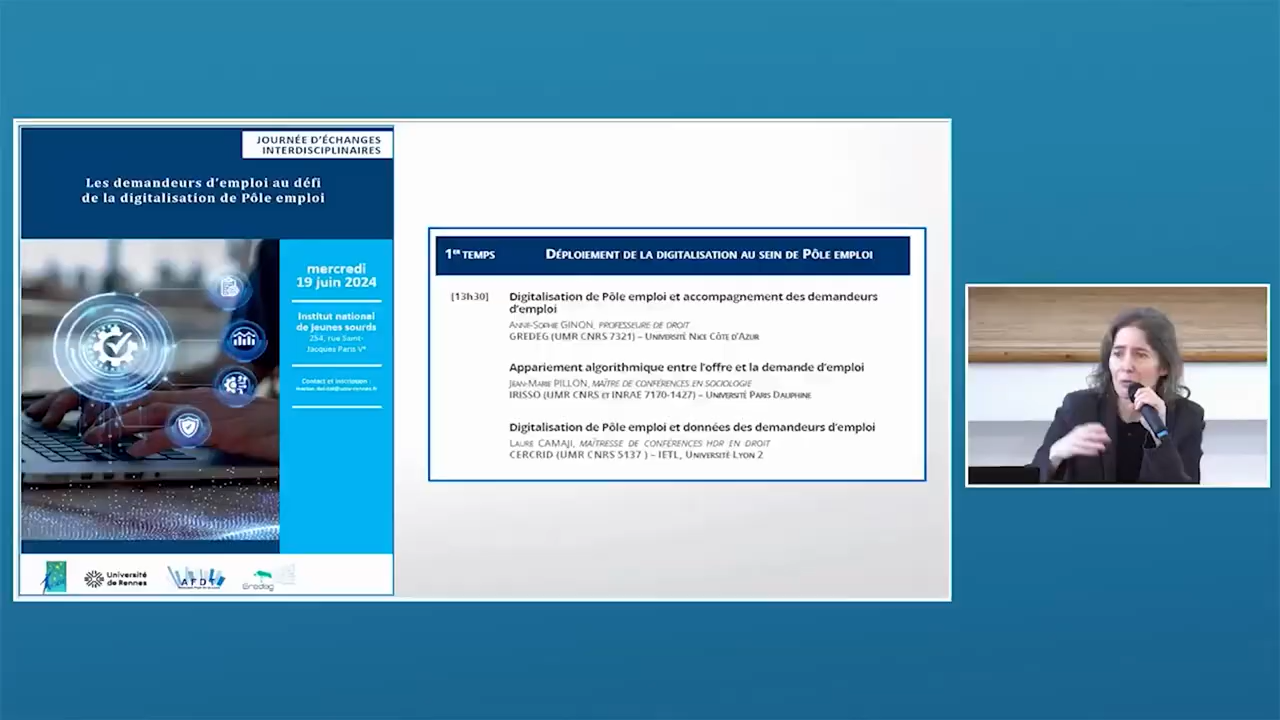 JOURNÉE D'ÉCHANGES
INTERDISCIPLINAIRES
Les demandeurs d'emploi au défi
de la digitalisation de Pôle emploi
mercredi
19 juin 2024
Institut national
de jeunes sourds
254, rue Saint-
Jacques Paris Vᵉ
Contact et inscription :
Université
de Rennes
AFDT
Gredeg
1ᴱᴿ TEMPS DÉPLOIEMENT DE LA DIGITALISATION AU SEIN DE PÔLE EMPLOI
[13h30] Digitalisation de Pôle emploi et accompagnement des demandeurs
d'emploi
ANNE-SOPHIE GINON, PROFESSEURE DE DROIT
GREDEG (UMR CNRS 7321) – UNIVERSITÉ NICE CÔTE D'AZUR
Appariement algorithmique entre l'offre et la demande d'emploi
JEAN-MARIE PILLON, MAÎTRE DE CONFÉRENCES EN SOCIOLOGIE
IRISSO (UMR CNRS ET INRAE 7170-1427) – UNIVERSITÉ PARIS DAUPHINE
Digitalisation de Pôle emploi et données des demandeurs d'emploi
LAURE CAMAJI, MAÎTRESSE DE CONFÉRENCES HDR EN DROIT
CERCRID (UMR CNRS 5137 ) – IETL, UNIVERSITÉ LYON 2